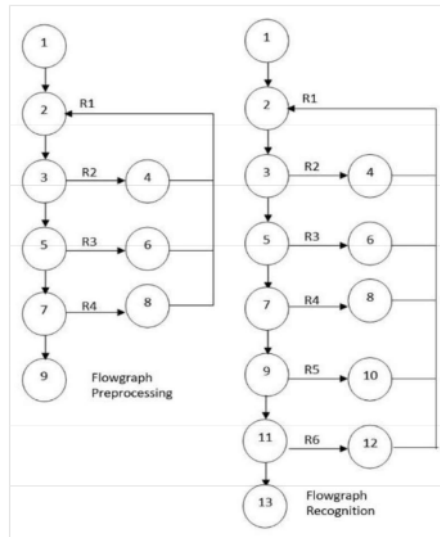 1
2
R1
3
R2
4
5
R3
6
7
R4
8
9
Flowgraph
Preprocessing
1
2
R1
3
R2
4
5
R3
6
7
R4
8
9
R5
10
11
R6
12
13
Flowgraph
Recognition